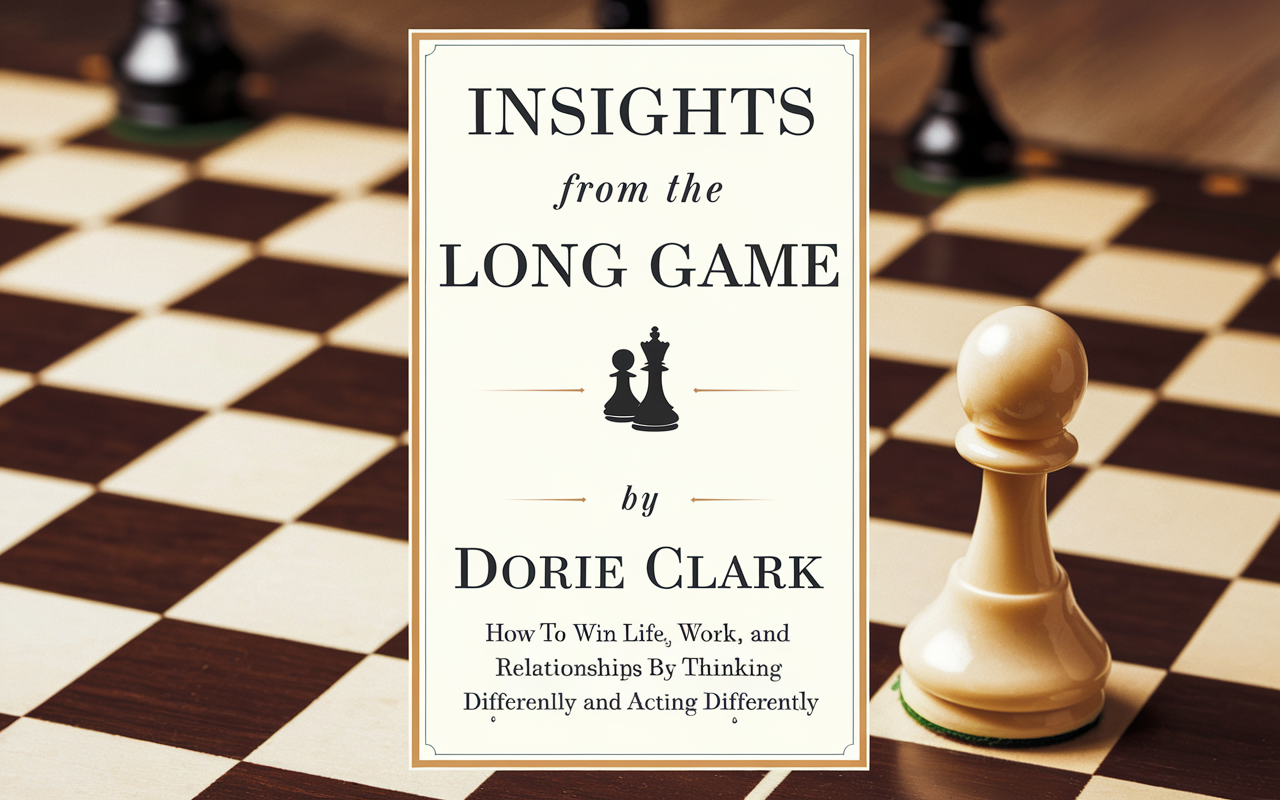 INSIGHTS
from the
LONG GAME
by
DORIE CLARK
How To Win Life, Work, and
Relationships By Thinking
Differenlly and Acting Differently